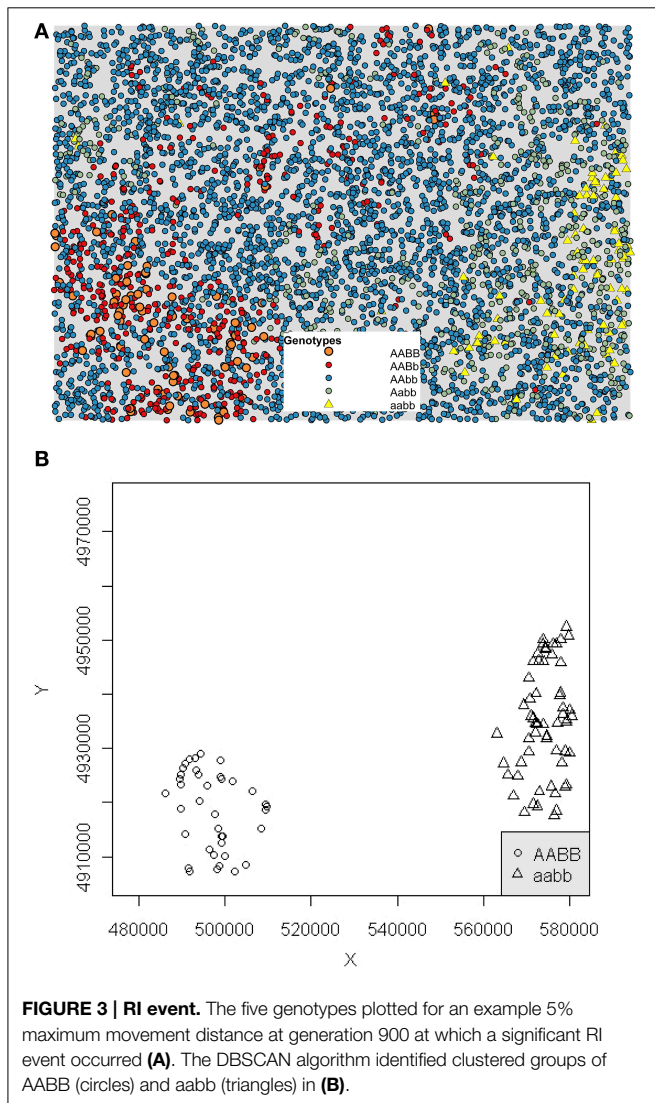 A
Genotypes
AABB
AABb
AAbb
Aabb
aabb
B
Y
4970000
4950000
4930000
4910000
AABB
aabb
480000 500000 520000 540000 560000 580000
X
FIGURE 3 | RI event. The five genotypes plotted for an example 5%
maximum movement distance at generation 900 at which a significant RI
event occurred (A). The DBSCAN algorithm identified clustered groups of
AABB (circles) and aabb (triangles) in (B).